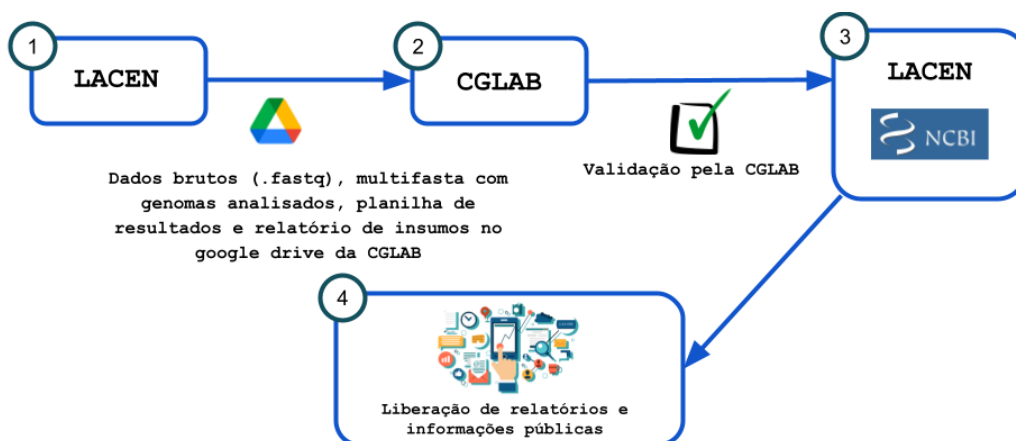 1
LACEN
2
CGLAB
3
LACEN
NCBI
Dados brutos (.fastq), multifasta com
genomas analisados, planilha de
resultados e relatório de insumos no
google drive da CGLAB
Validação pela CGLAB
4
Liberação de relatórios e
informações públicas